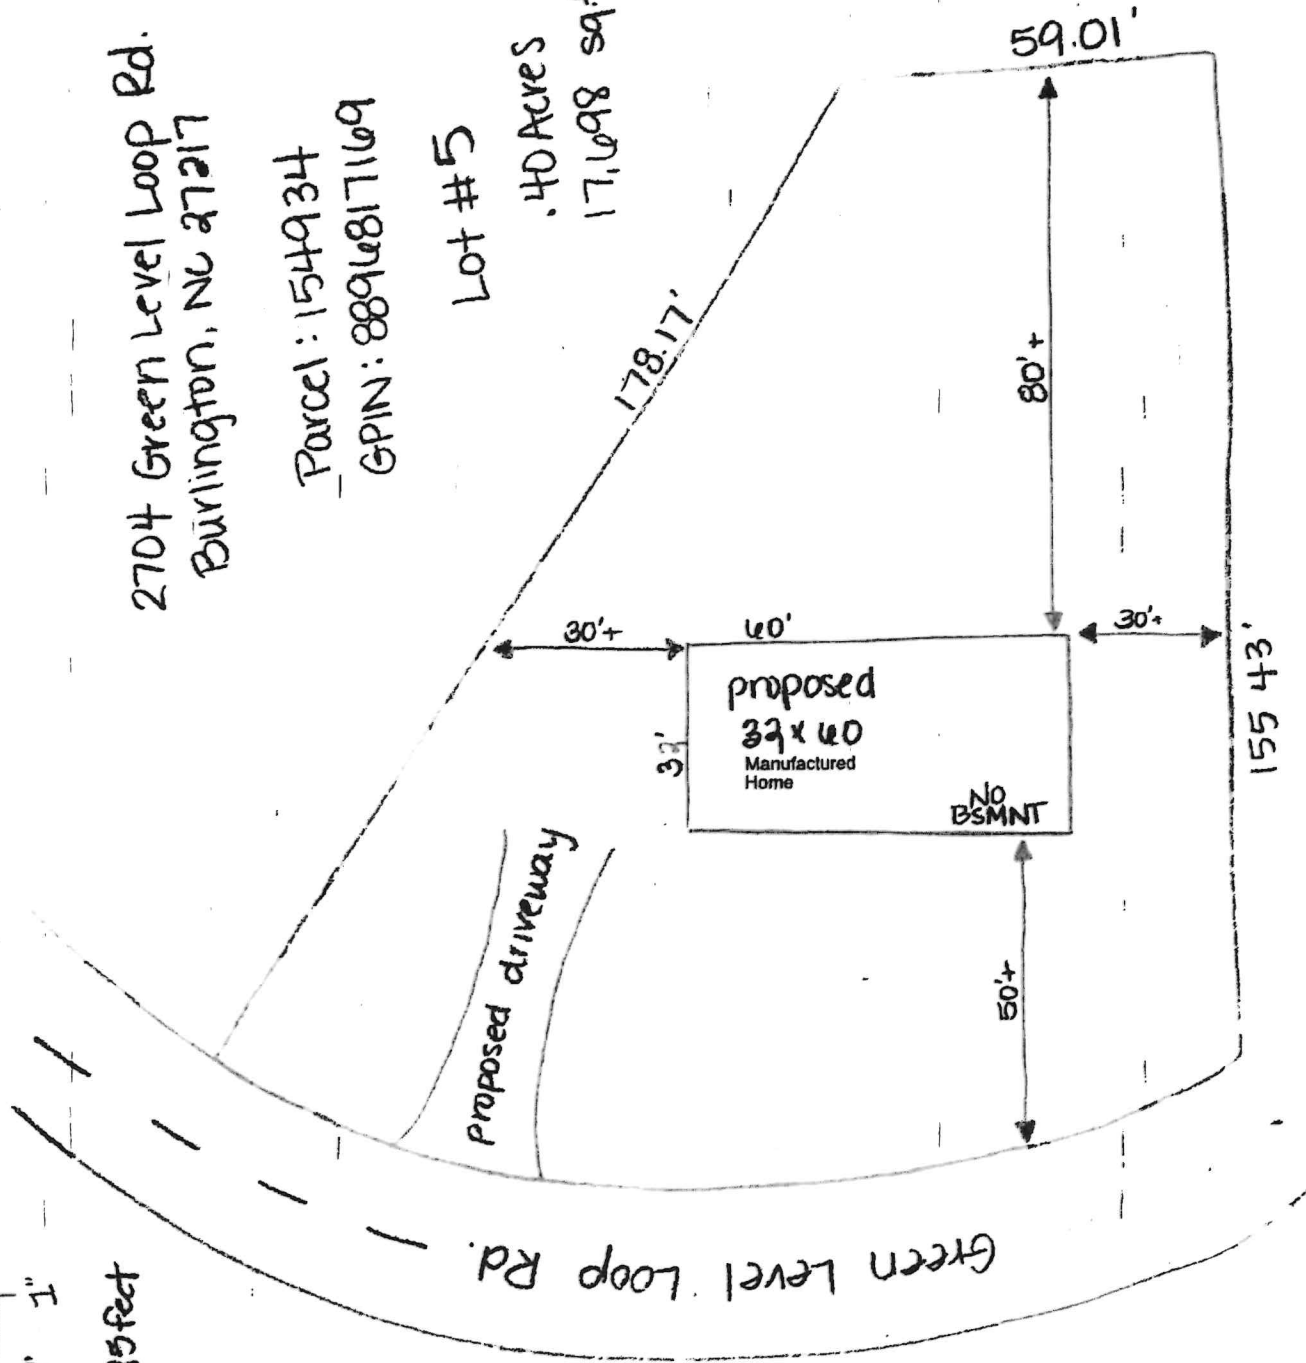 2704 Green Level Loop Rd.
Burlington, NC 27217
Parcel: 154934
GPIN: 8896817169
Lot #5
.40 Acres
17,698 sq.
59.01'
178.17'
80'+
30'+
60'
30'+
proposed
32 x 60
Manufactured
Home
NO
BSMNT
32'
155 43'
proposed driveway
50'+
Green Level Loop Rd.
1"
feet